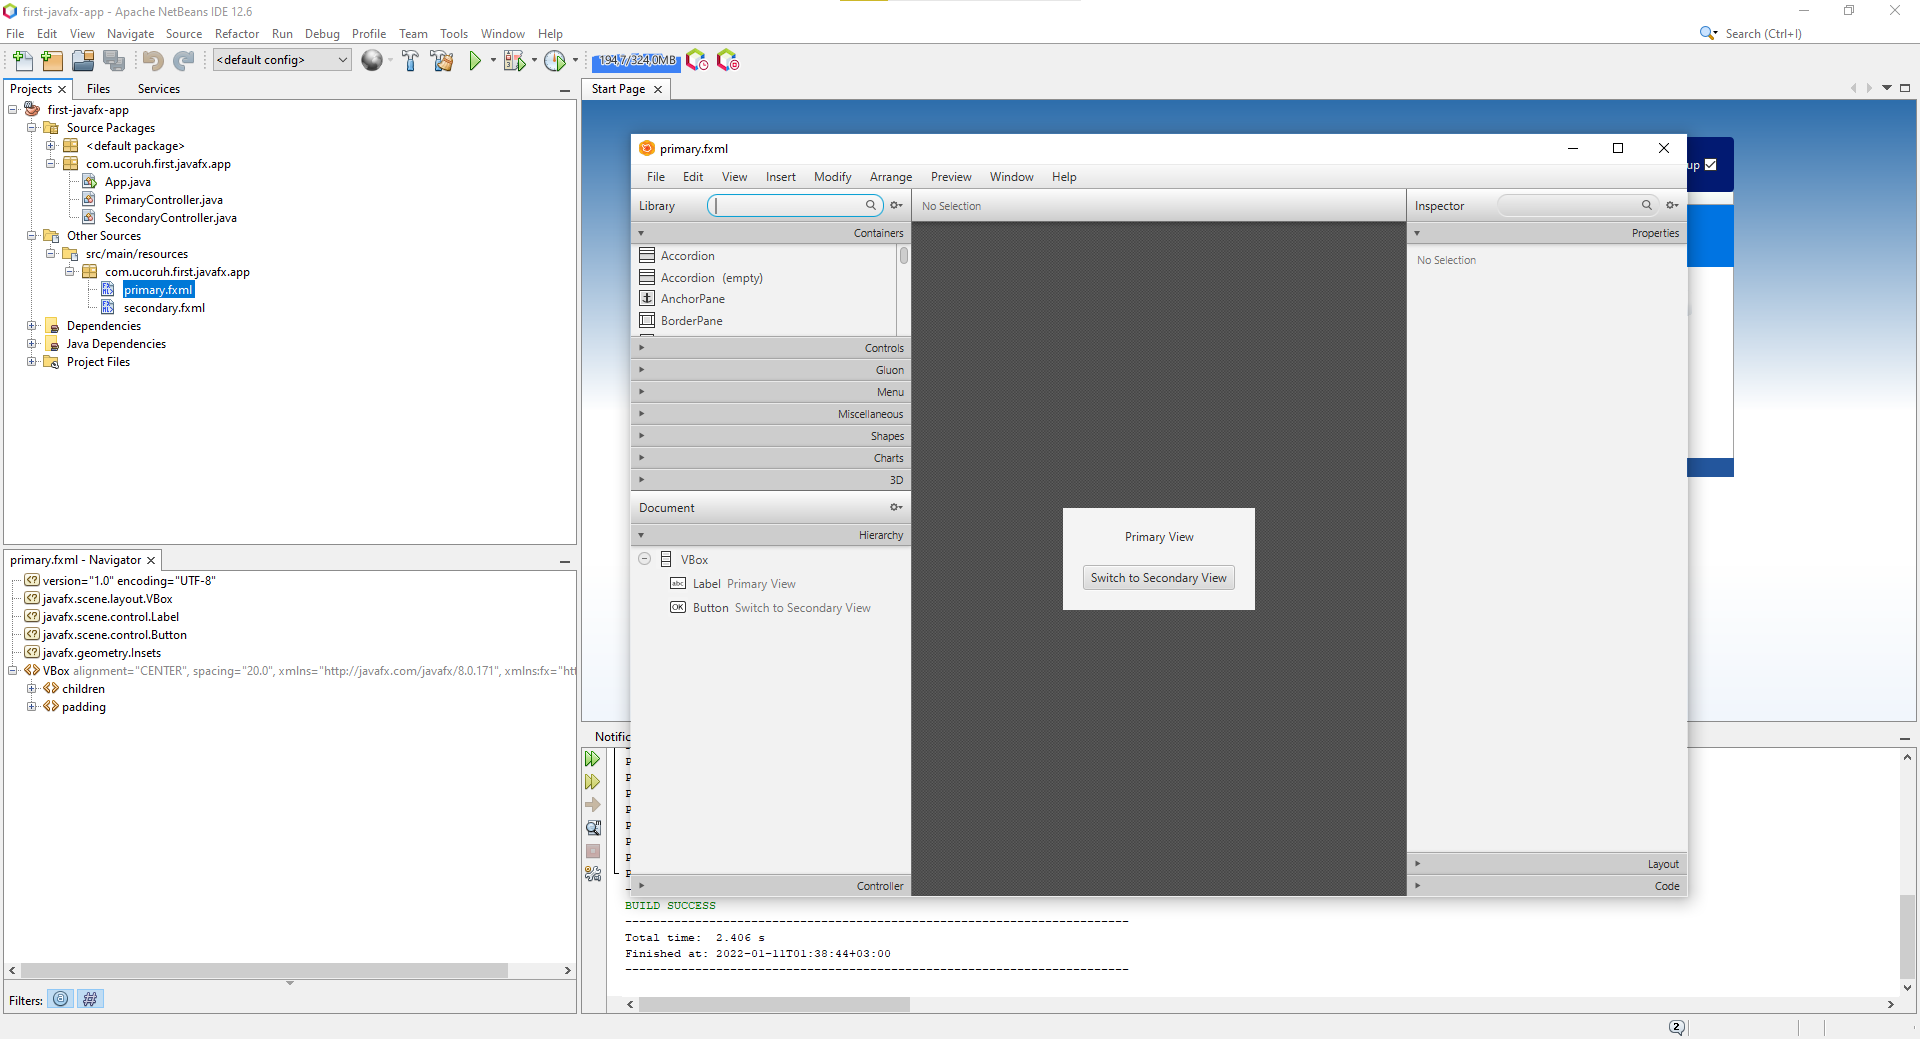 first-javafx-app - Apache NetBeans IDE 12.6
File Edit View Navigate Source Refactor Run Debug Profile Team Tools Window Help
Search (Ctrl+I)
<default config>
194,7/324,0MB
Projects Files Services
first-javafx-app
Source Packages
<default package>
com.ucoruh.first.javafx.app
App.java
PrimaryController.java
SecondaryController.java
Other Sources
src/main/resources
com.ucoruh.first.javafx.app
primary.fxml
secondary.fxml
Dependencies
Java Dependencies
Project Files
primary.fxml - Navigator
version="1.0" encoding="UTF-8"
javafx.scene.layout.VBox
javafx.scene.control.Label
javafx.scene.control.Button
javafx.geometry.Insets
VBox alignment="CENTER", spacing="20.0", xmlns="http://javafx.com/javafx/8.0.171", xmlns:fx="htt
children
padding
Filters:
Start Page
up
primary.fxml
File Edit View Insert Modify Arrange Preview Window Help
Library
Containers
Accordion
Accordion (empty)
AnchorPane
BorderPane
Controls
Gluon
Menu
Miscellaneous
Shapes
Charts
3D
Document
Hierarchy
VBox
Label Primary View
Button Switch to Secondary View
Controller
No Selection
Primary View
Switch to Secondary View
Inspector
Properties
No Selection
Layout
Code
Notific
BUILD SUCCESS
------------------------------------------------------------------------
Total time: 2.406 s
Finished at: 2022-01-11T01:38:44+03:00
------------------------------------------------------------------------
2